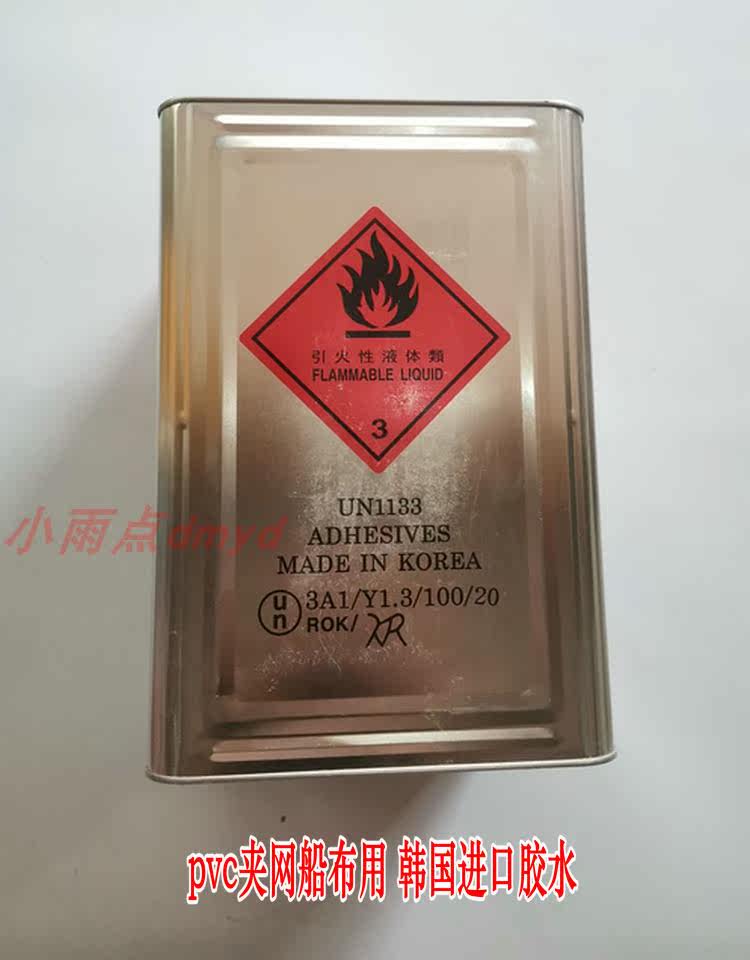 引火性液体類
FLAMMABLE LIQUID
3
UN1133
小雨点dmyd
ADHESIVES
MADE IN KOREA
un 3A1/Y1.3/100/20
ROK/
pvc夹网船布用 韩国进口胶水